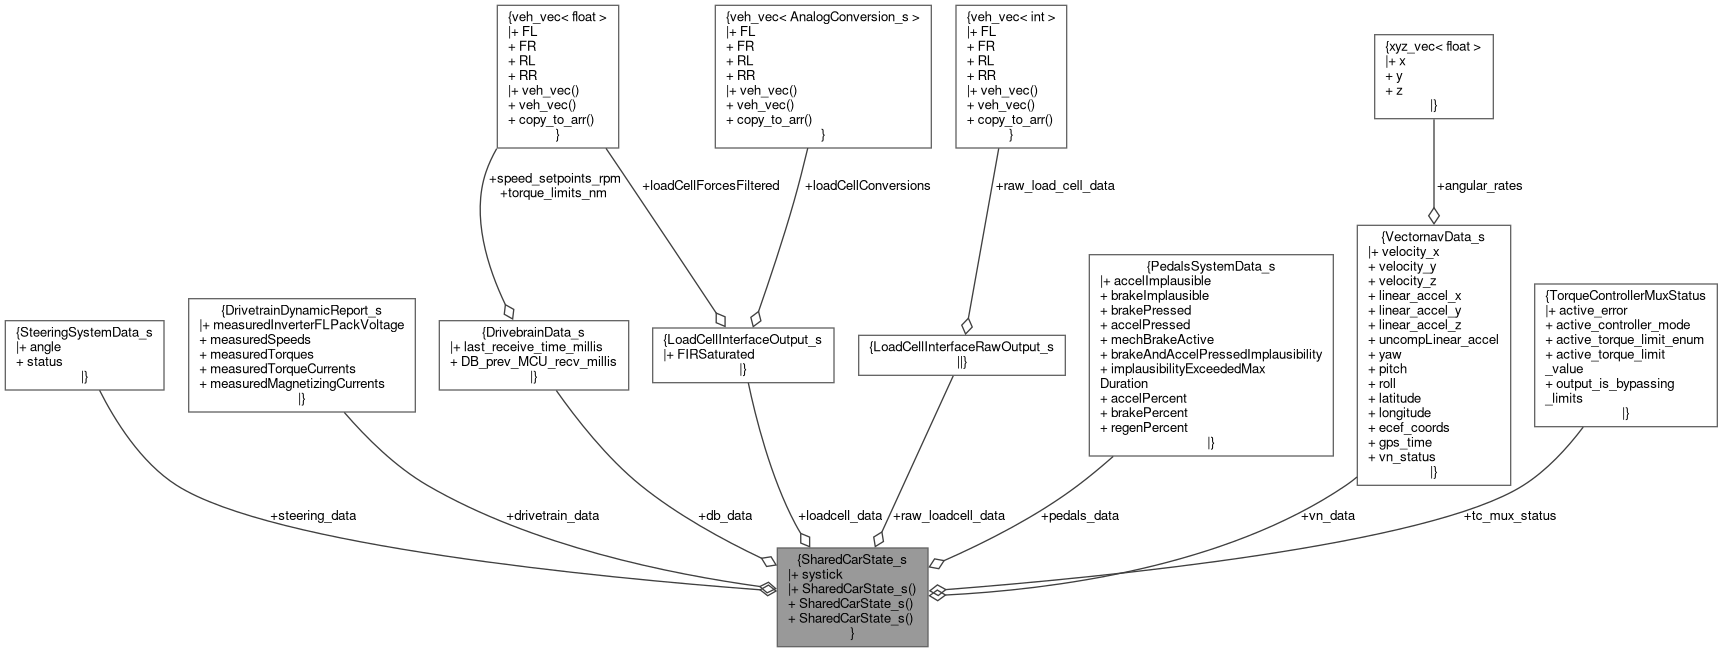 {veh_vec< float >
|+ FL
+ FR
+ RL
+ RR
|+ veh_vec()
+ veh_vec()
+ copy_to_arr()
}
{veh_vec< AnalogConversion_s >
|+ FL
+ FR
+ RL
+ RR
|+ veh_vec()
+ veh_vec()
+ copy_to_arr()
}
{veh_vec< int >
|+ FL
+ FR
+ RL
+ RR
|+ veh_vec()
+ veh_vec()
+ copy_to_arr()
}
{xyz_vec< float >
|+ x
+ y
+ z
|}
+speed_setpoints_rpm
+torque_limits_nm
+loadCellForcesFiltered
+loadCellConversions
+raw_load_cell_data
+angular_rates
{SteeringSystemData_s
|+ angle
+ status
|}
{DrivetrainDynamicReport_s
|+ measuredInverterFLPackVoltage
+ measuredSpeeds
+ measuredTorques
+ measuredTorqueCurrents
+ measuredMagnetizingCurrents
|}
{DrivebrainData_s
|+ last_receive_time_millis
+ DB_prev_MCU_recv_millis
|}
{LoadCellInterfaceOutput_s
|+ FIRSaturated
|}
{LoadCellInterfaceRawOutput_s
||}
{PedalsSystemData_s
|+ accelImplausible
+ brakeImplausible
+ brakePressed
+ accelPressed
+ mechBrakeActive
+ brakeAndAccelPressedImplausibility
+ implausibilityExceededMax
Duration
+ accelPercent
+ brakePercent
+ regenPercent
|}
{VectornavData_s
|+ velocity_x
+ velocity_y
+ velocity_z
+ linear_accel_x
+ linear_accel_y
+ linear_accel_z
+ uncompLinear_accel
+ yaw
+ pitch
+ roll
+ latitude
+ longitude
+ ecef_coords
+ gps_time
+ vn_status
|}
{TorqueControllerMuxStatus
|+ active_error
+ active_controller_mode
+ active_torque_limit_enum
+ active_torque_limit
_value
+ output_is_bypassing
_limits
|}
+steering_data
+drivetrain_data
+db_data
+loadcell_data
+raw_loadcell_data
+pedals_data
+vn_data
+tc_mux_status
{SharedCarState_s
|+ systick
|+ SharedCarState_s()
+ SharedCarState_s()
+ SharedCarState_s()
}